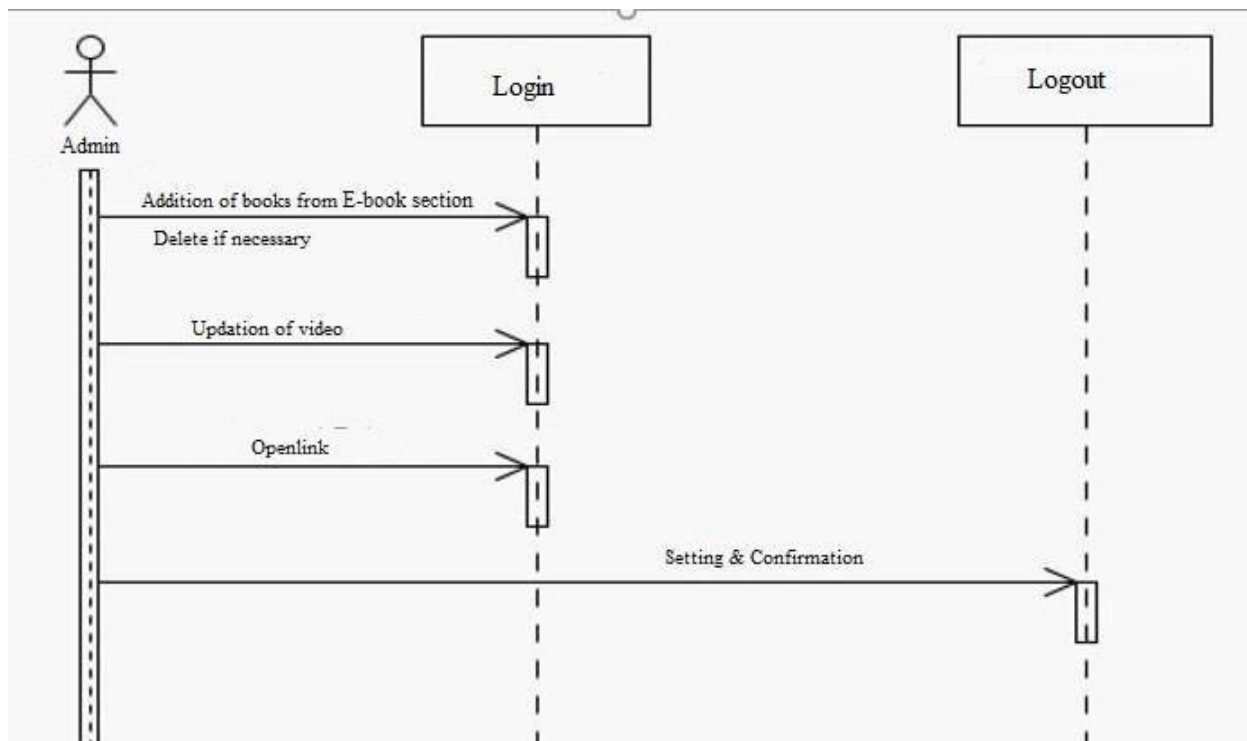 Login
Logout
Admin
Addition of books from E-book section
Delete if necessary
Updation of video
Openlink
Setting & Confirmation